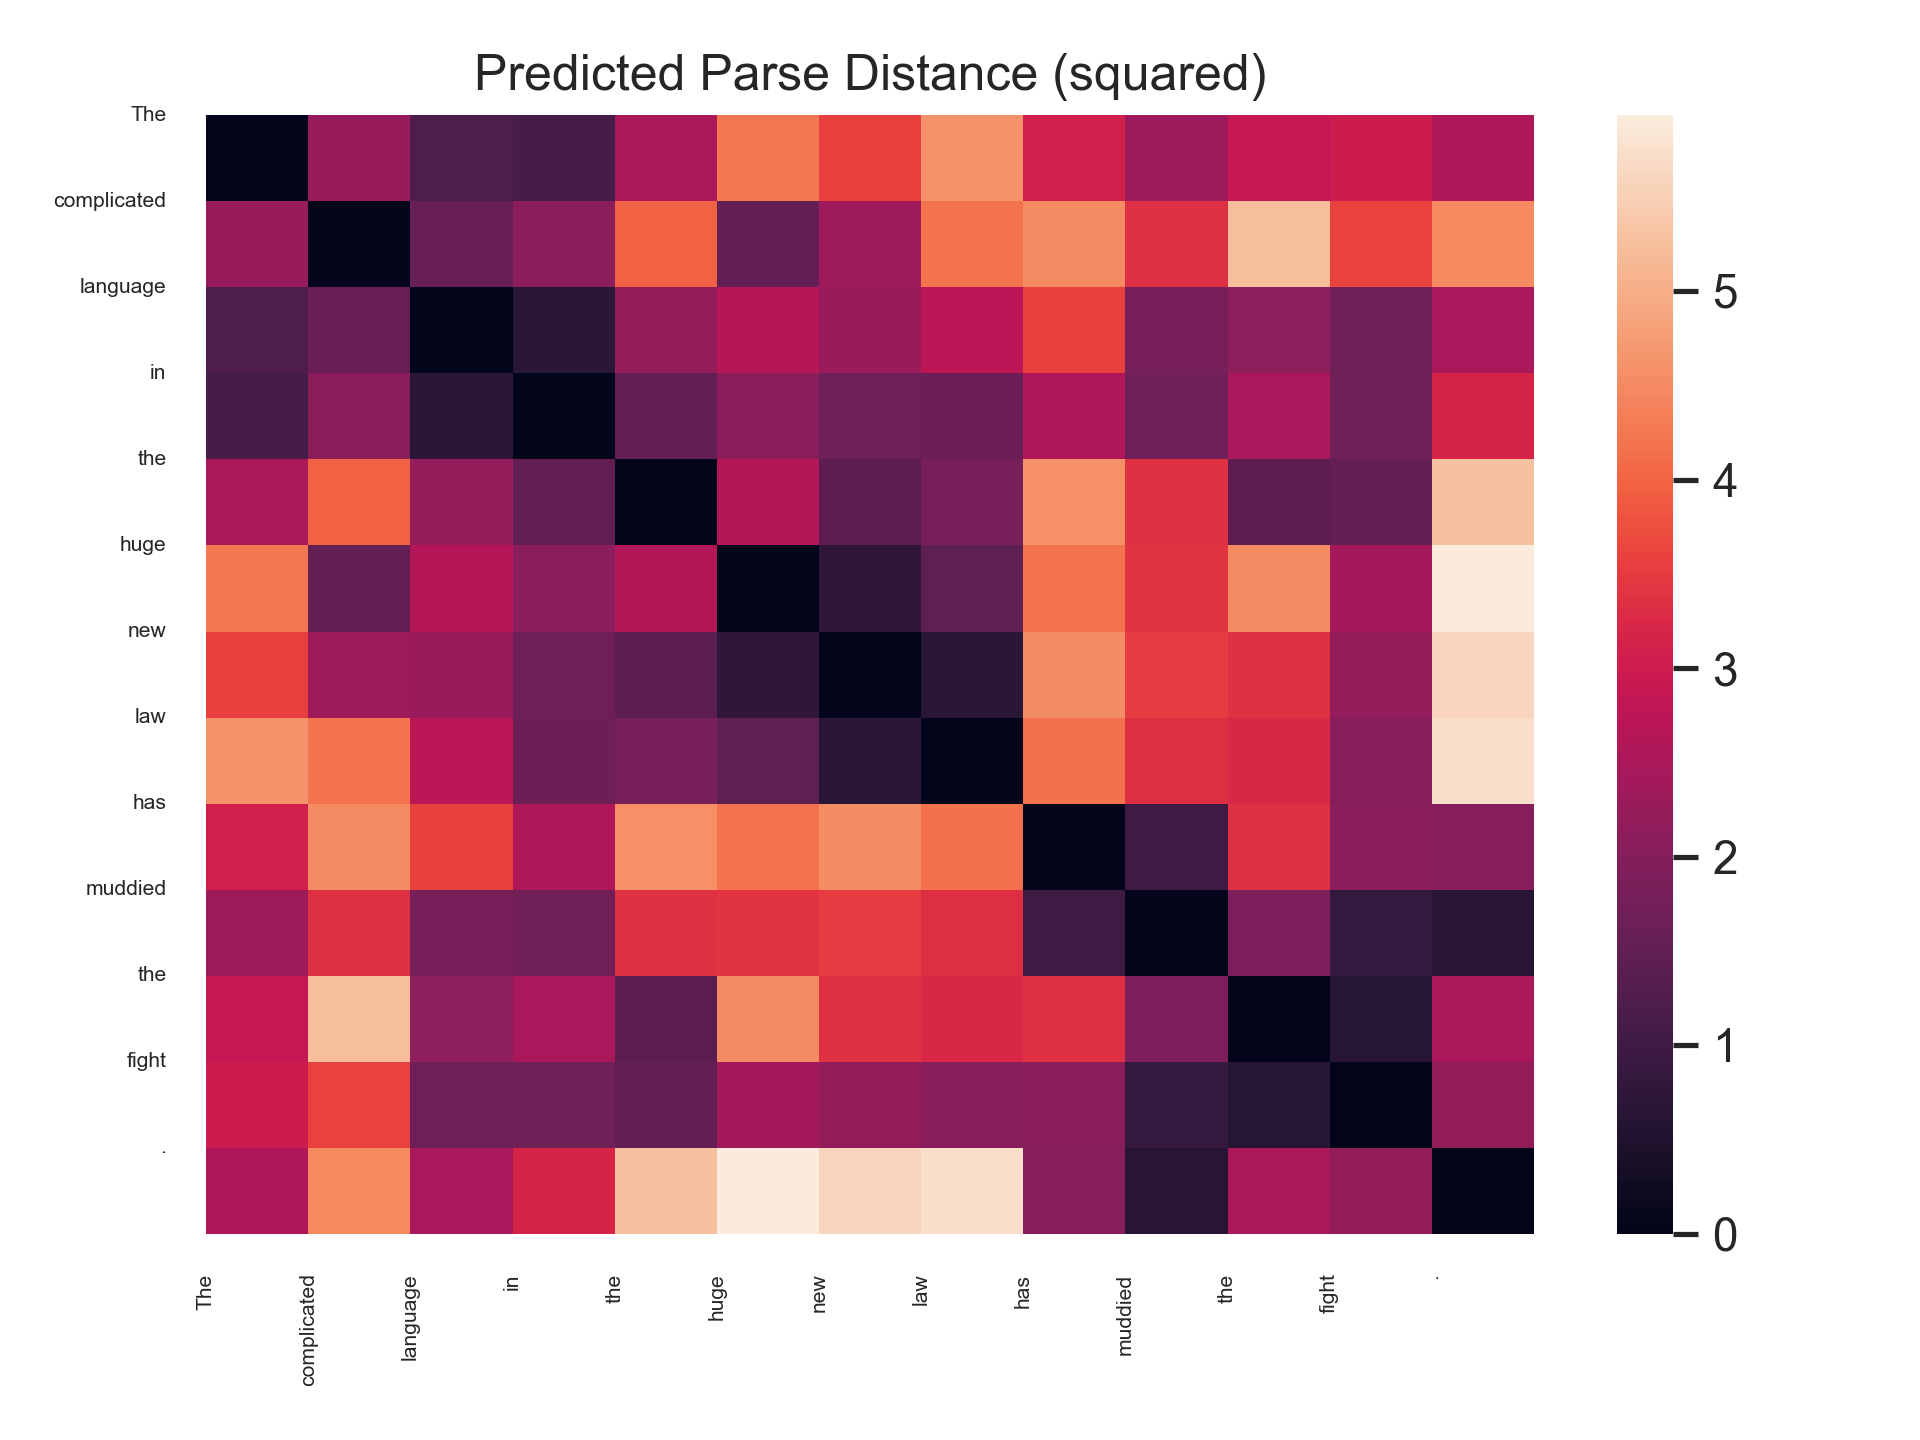 Predicted Parse Distance (squared)
The
complicated
language
in
the
huge
new
law
has
muddied
the
fight
.
The
complicated
language
in
the
huge
new
law
has
muddied
the
fight
.
5
4
3
2
1
0